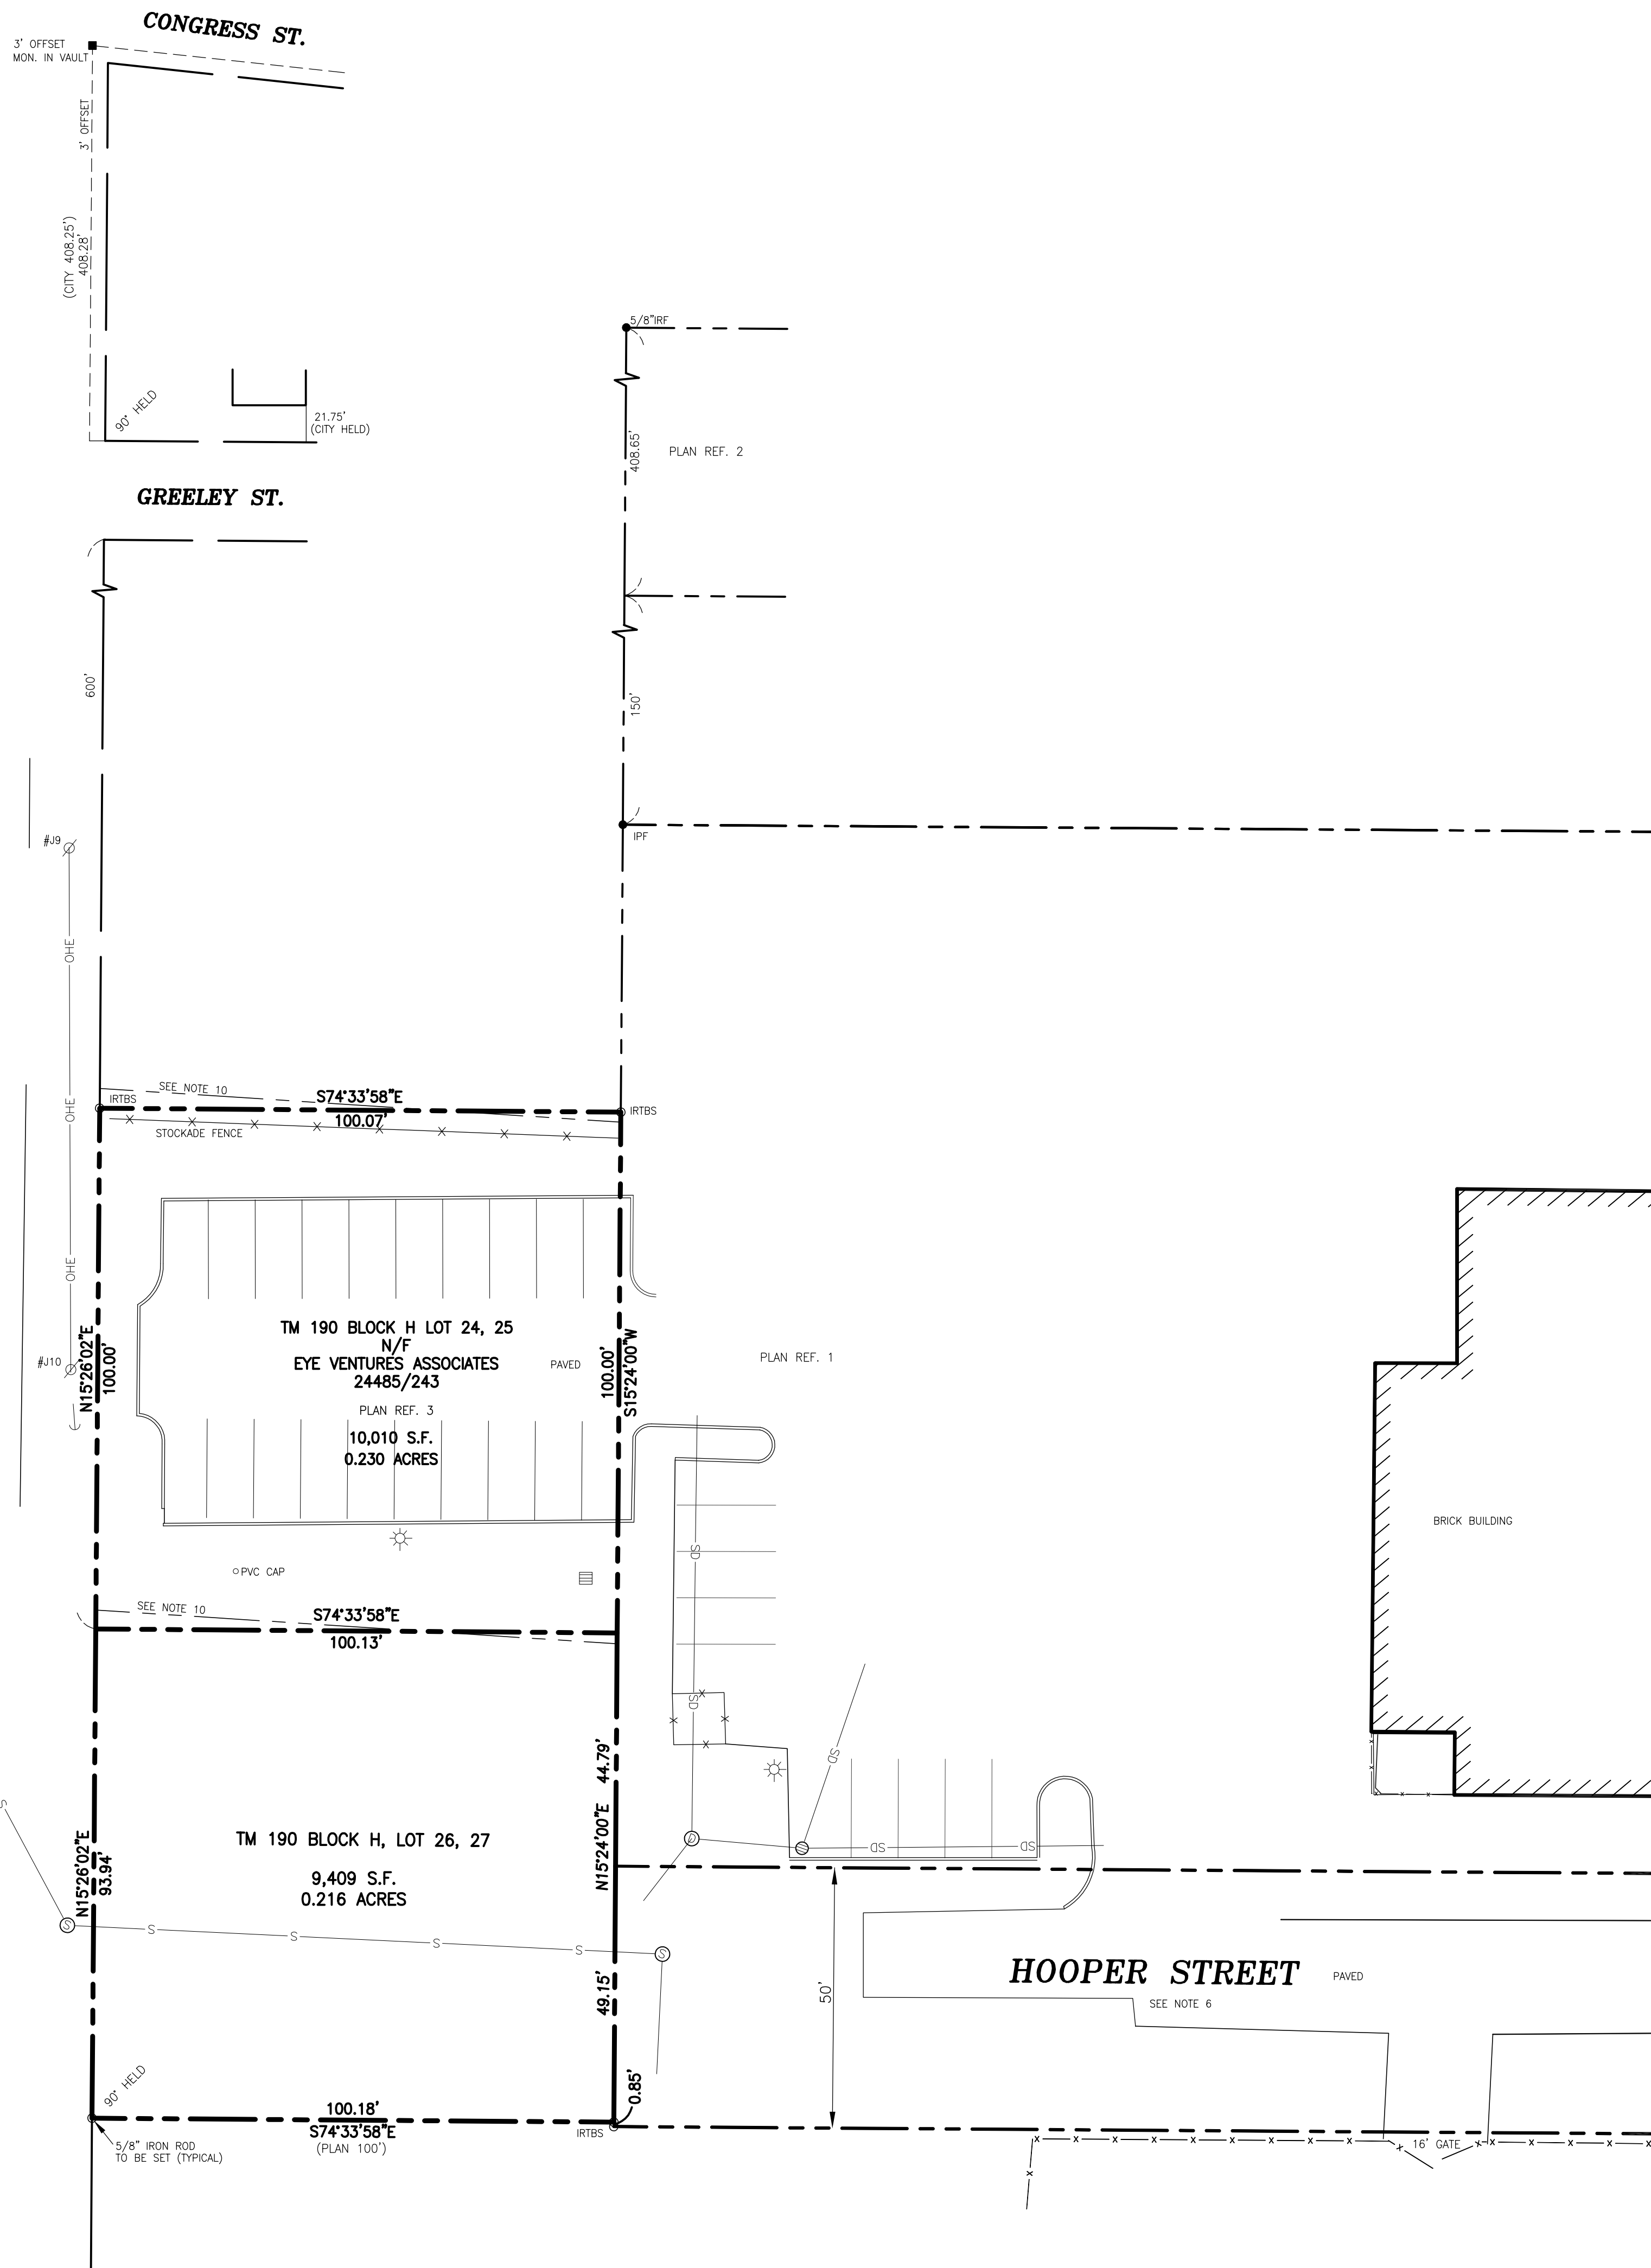 CONGRESS ST.
3' OFFSET
MON. IN VAULT
3' OFFSET
(CITY 408.25')
408.28'
5/8"IRF
90° HELD
21.75'
(CITY HELD)
408.65'
PLAN REF. 2
GREELEY ST.
600'
150'
#J9
IPF
OHE
OHE
OHE
SEE NOTE 10
IRTBS
S74°33'58"E
100.07'
IRTBS
STOCKADE FENCE
X X X X X X X X
TM 190 BLOCK H LOT 24, 25
N/F
EYE VENTURES ASSOCIATES
24485/243
PAVED
PLAN REF. 3
10,010 S.F.
0.230 ACRES
#J10
N15°26'02"E
100.00'
100.00'
S15°24'00"W
PLAN REF. 1
BRICK BUILDING
SD
PVC CAP
SEE NOTE 10
S74°33'58"E
100.13'
SD
SD
44.79'
N15°24'00"E
TM 190 BLOCK H, LOT 26, 27
9,409 S.F.
0.216 ACRES
N15°26'02"E
93.94'
D
SD
SD
S
S
S S S S
S
49.15'
50'
HOOPER STREET
PAVED
SEE NOTE 6
90° HELD
0.85'
100.18'
S74°33'58"E
(PLAN 100')
IRTBS
5/8" IRON ROD
TO BE SET (TYPICAL)
16' GATE